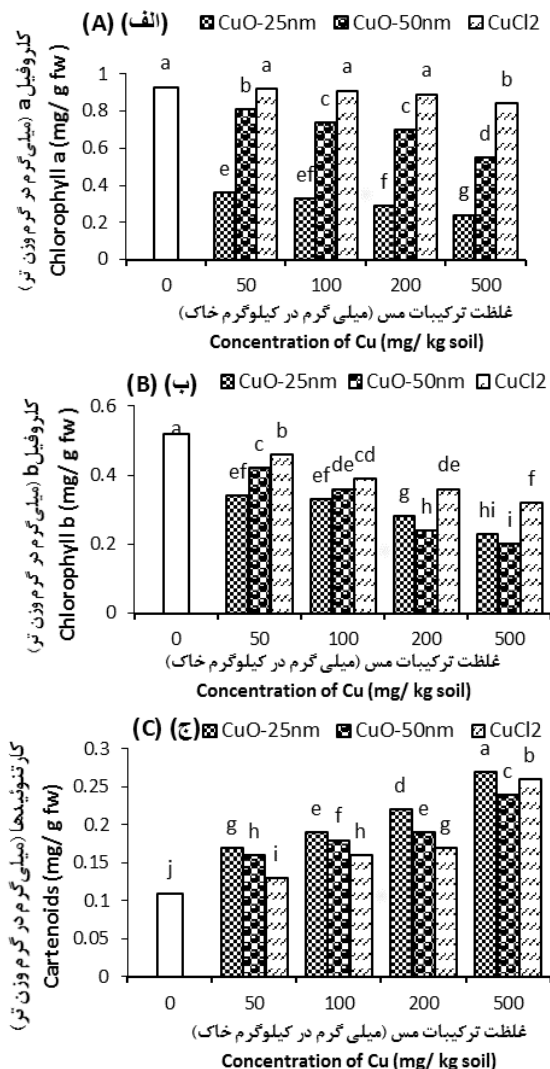 (A) (الف)
CuO-25nm CuO-50nm CuCl2
کلروفیل a (میلی گرم در گرم وزن تر)
Chlorophyll a (mg/ g fw)
1
0.8
0.6
0.4
0.2
0
a
e b a
ef c a
f c a
g d b
0 50 100 200 500
غلظت ترکیبات مس (میلی گرم در کیلوگرم خاک)
Concentration of Cu (mg/ kg soil)
(B) (ب)
CuO-25nm CuO-50nm CuCl2
کلروفیل b (میلی گرم در گرم وزن تر)
Chlorophyll b (mg/ g fw)
0.6
0.4
0.2
0
a
ef c b
ef de cd
g h de
hi i f
0 50 100 200 500
غلظت ترکیبات مس (میلی گرم در کیلوگرم خاک)
Concentration of Cu (mg/ kg soil)
(C) (ج)
CuO-25nm CuO-50nm CuCl2
کارتنوئیدها (میلی گرم در گرم وزن تر)
Cartenoids (mg/ g fw)
0.3
0.25
0.2
0.15
0.1
0.05
0
j
g h i
e f h
d e g
a c b
0 50 100 200 500
غلظت ترکیبات مس (میلی گرم در کیلوگرم خاک)
Concentration of Cu (mg/ kg soil)